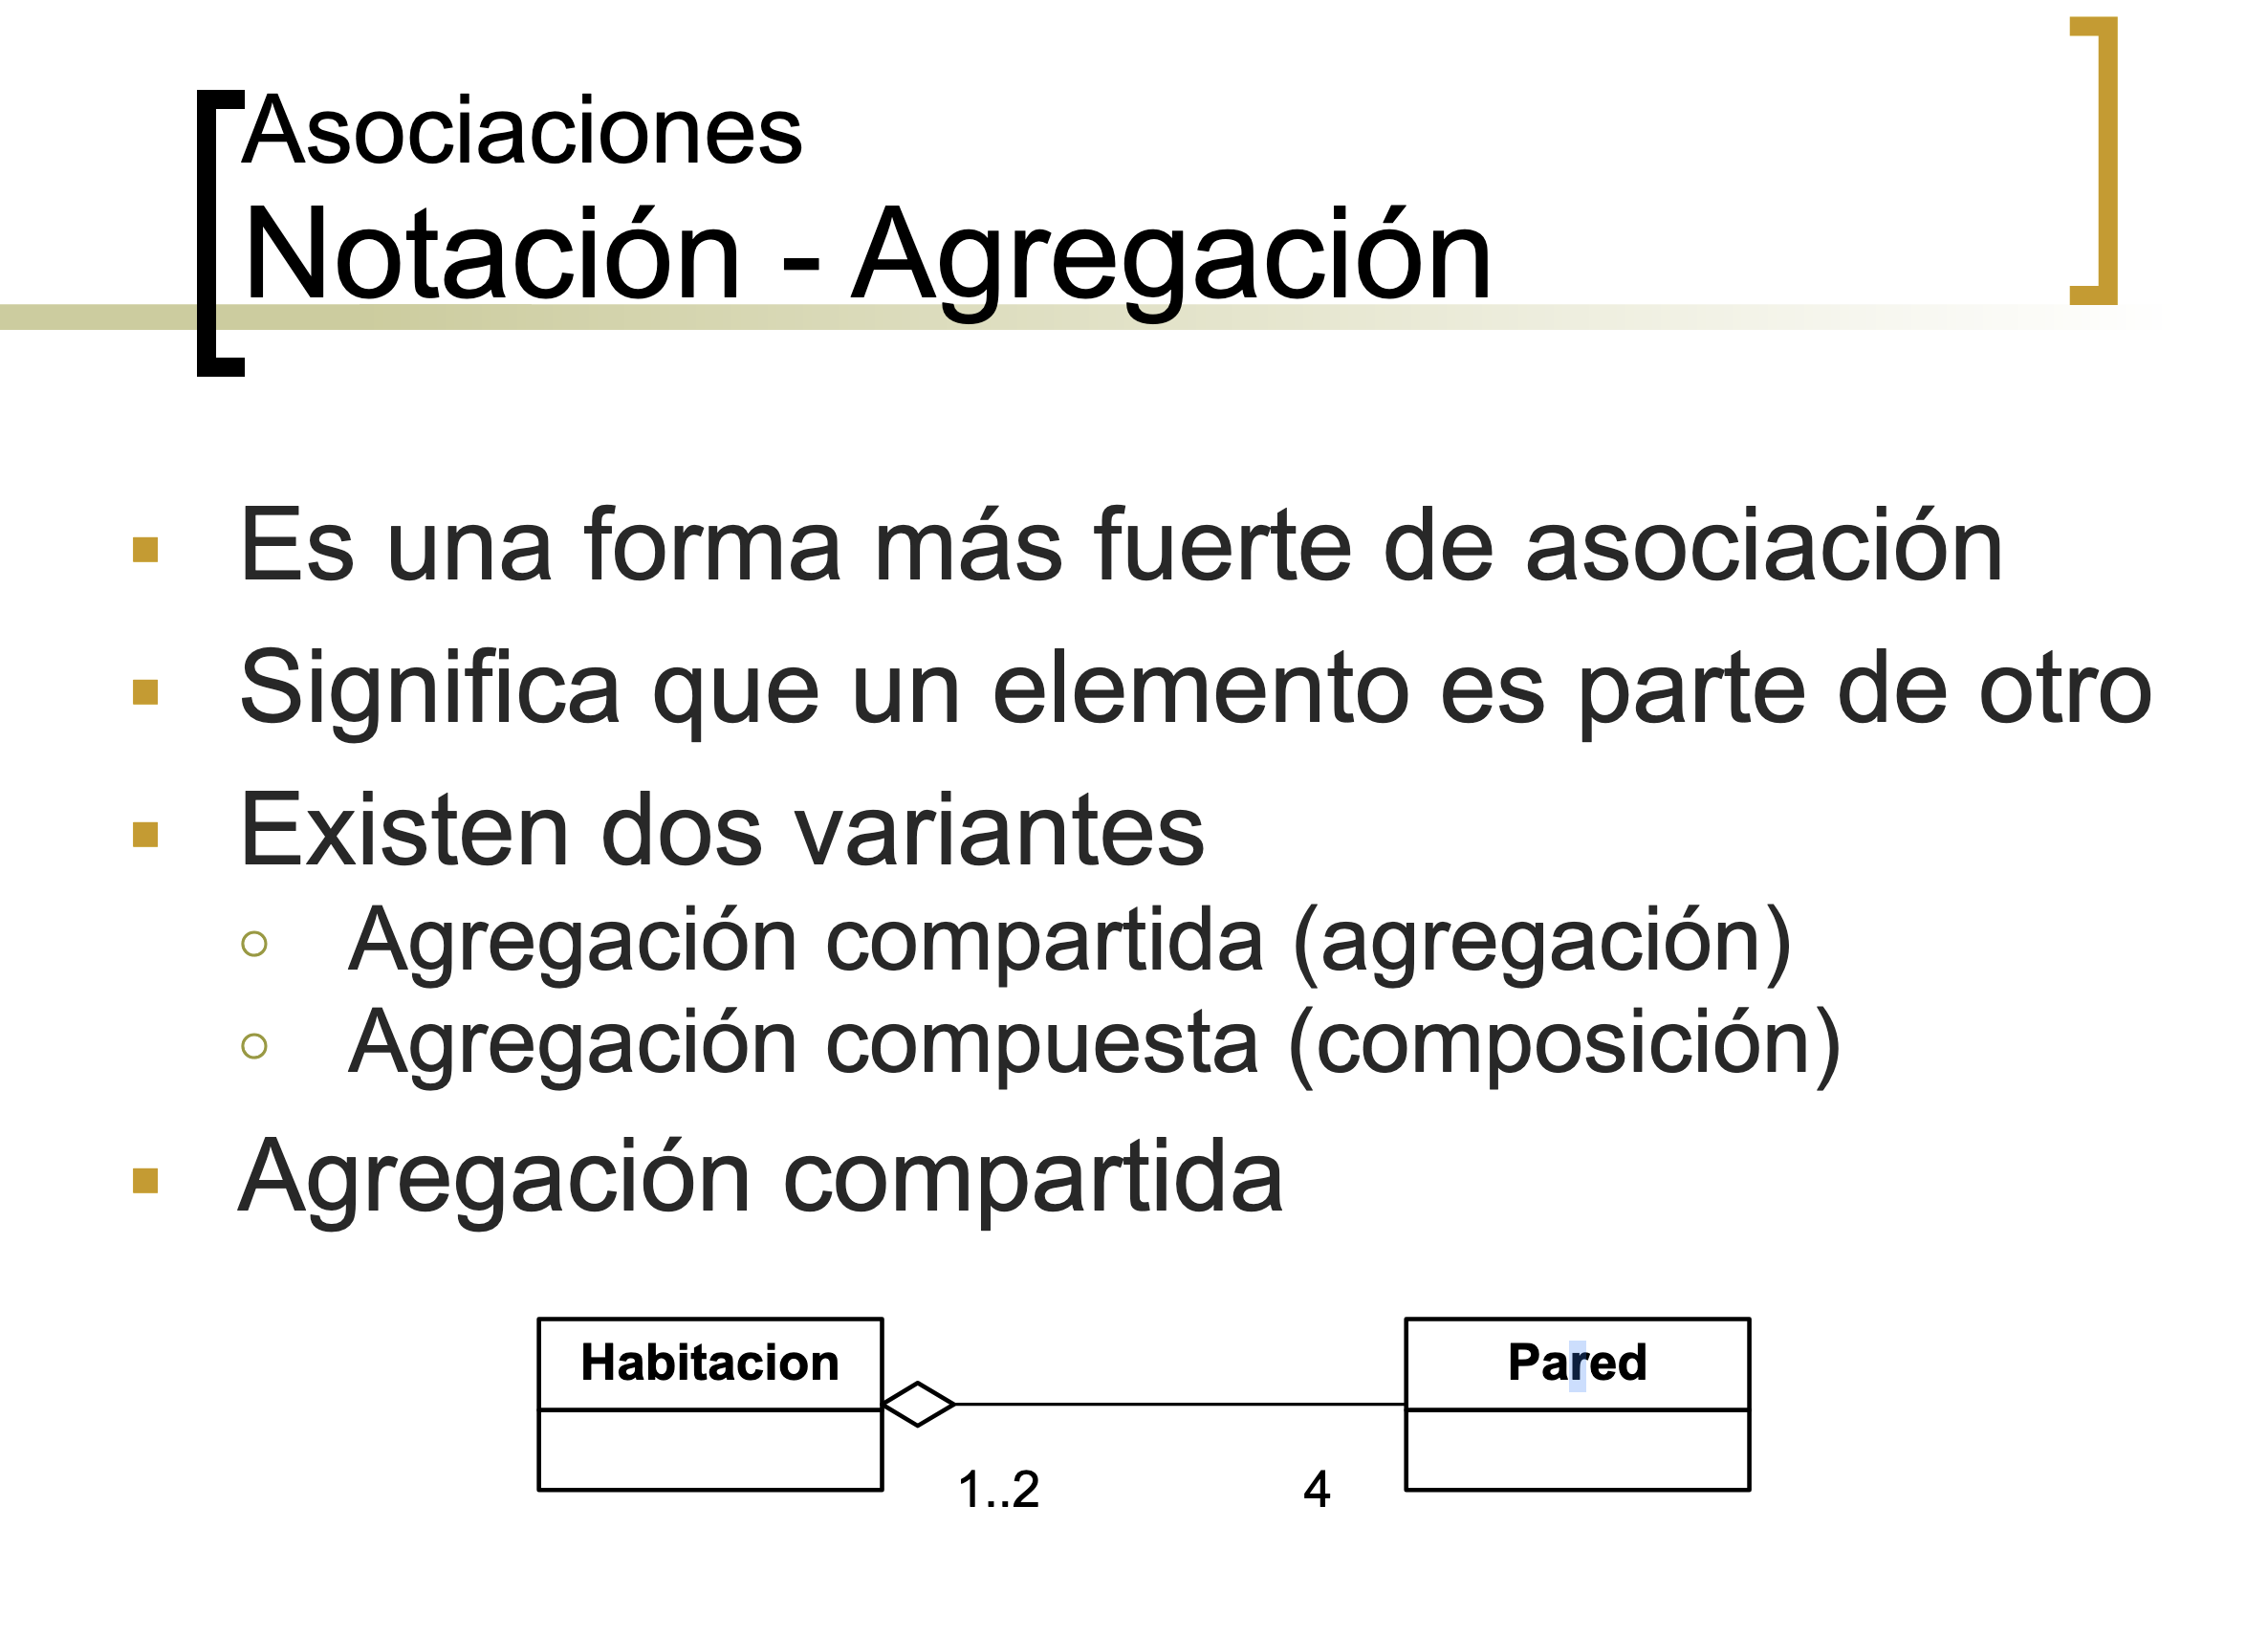 Asociaciones
Notación - Agregación
Es una forma más fuerte de asociación
Significa que un elemento es parte de otro
Existen dos variantes
Agregación compartida (agregación)
Agregación compuesta (composición)
Agregación compartida
Habitacion
Pared
1..2
4